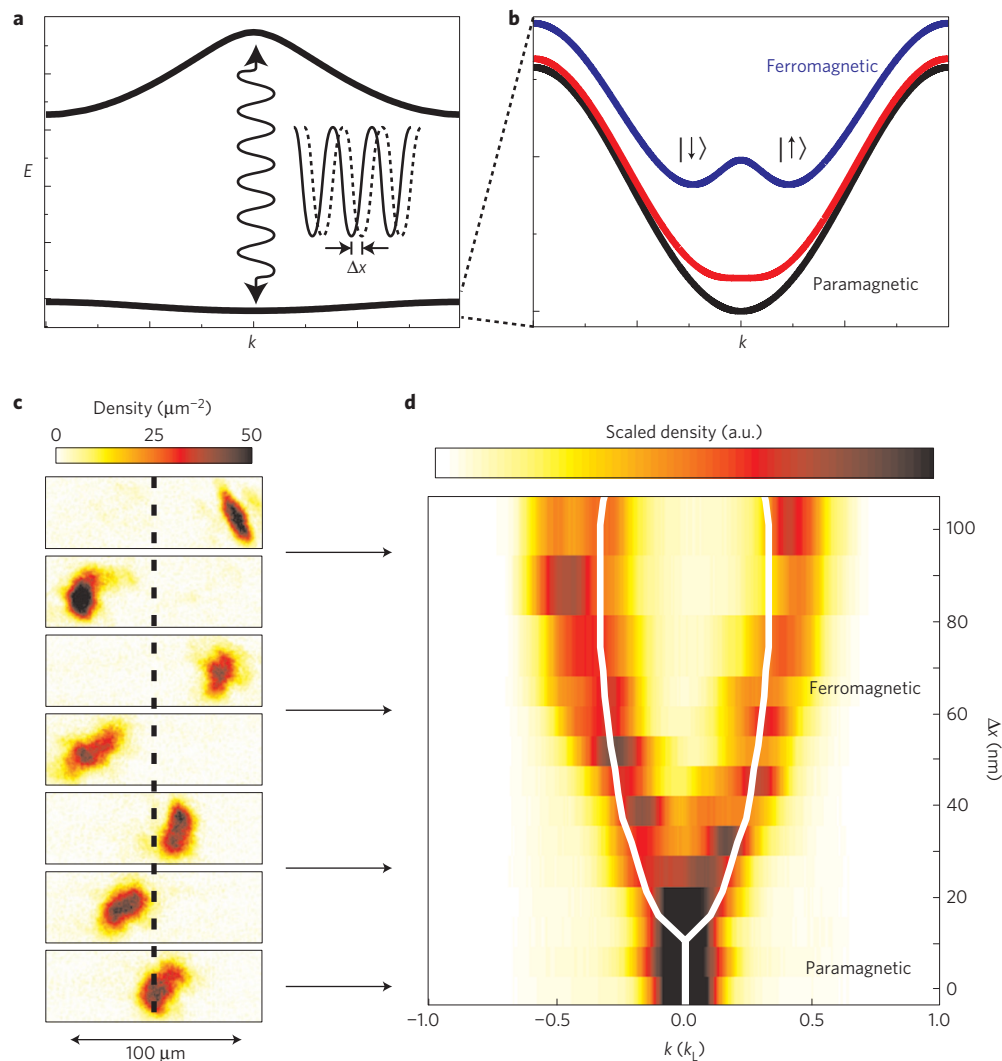 a
E
Δx
k
b
Ferromagnetic
|↓⟩
|↑⟩
Paramagnetic
k
c
Density (μm⁻²)
0 25 50
100 μm
d
Scaled density (a.u.)
100
80
Ferromagnetic
60
Δx (nm)
40
20
Paramagnetic
0
−1.0 −0.5 0.0 0.5 1.0
k (k_L)